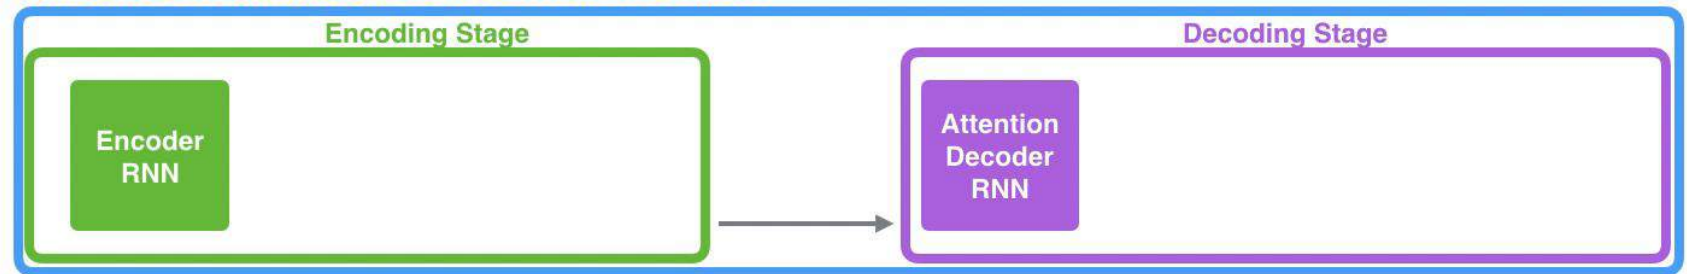 Encoding Stage
Decoding Stage
Encoder
RNN
Attention
Decoder
RNN